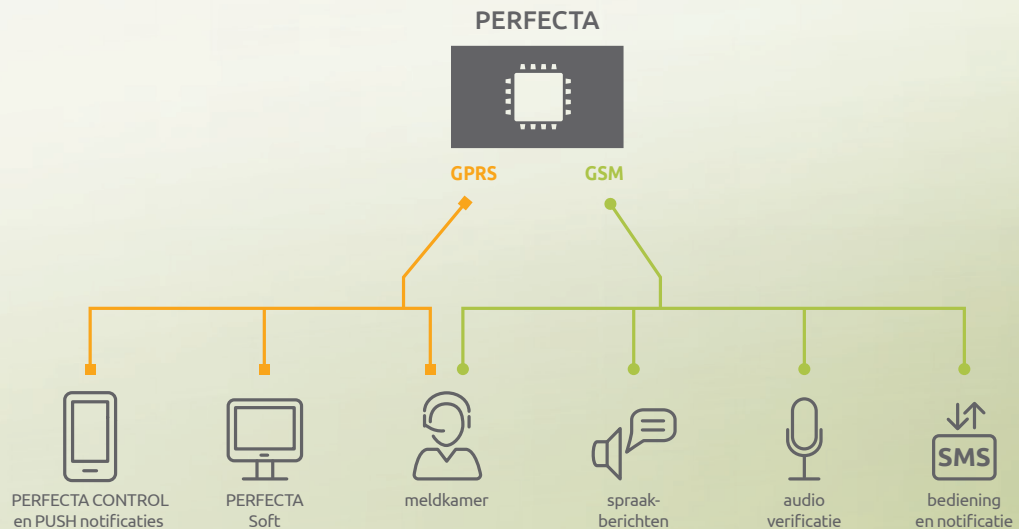 PERFECTA
GPRS
GSM
PERFECTA CONTROL
en PUSH notificaties
PERFECTA
Soft
meldkamer
spraak-
berichten
audio
verificatie
SMS
bediening
en notificatie